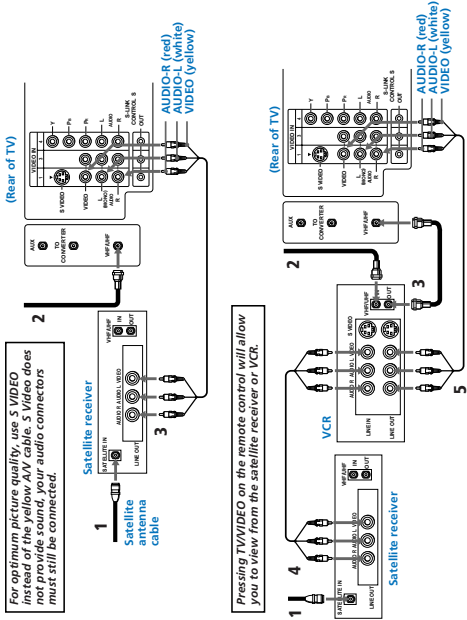 For optimum picture quality, use S VIDEO
instead of the yellow A/V cable. S Video does
not provide sound, your audio connectors
must still be connected.
1
Satellite
antenna
cable
Satellite receiver
SATELLITE IN
LINE OUT
AUDIO R AUDIO L VIDEO
VHF/UHF
IN
OUT
3
2
AUX
TO
CONVERTER
VHF/UHF
(Rear of TV)
VIDEO IN
1
3
4
S VIDEO
VIDEO
L
(MONO)
AUDIO
R
Y
PB
PR
L
AUDIO
R
S-LINK
CONTROL S
OUT
AUDIO-R (red)
AUDIO-L (white)
VIDEO (yellow)
Pressing TV/VIDEO on the remote control will allow
you to view from the satellite receiver or VCR.
1
4
SATELLITE IN
LINE OUT
AUDIO R AUDIO L VIDEO
VHF/UHF
IN
OUT
Satellite receiver
VCR
LINE IN
LINE OUT
AUDIO R AUDIO L VIDEO
S VIDEO
VHF/UHF
IN
OUT
5
3
2
AUX
TO
CONVERTER
VHF/UHF
(Rear of TV)
VIDEO IN
1
3
4
S VIDEO
VIDEO
L
(MONO)
AUDIO
R
Y
PB
PR
L
AUDIO
R
S-LINK
CONTROL S
OUT
AUDIO-R (red)
AUDIO-L (white)
VIDEO (yellow)